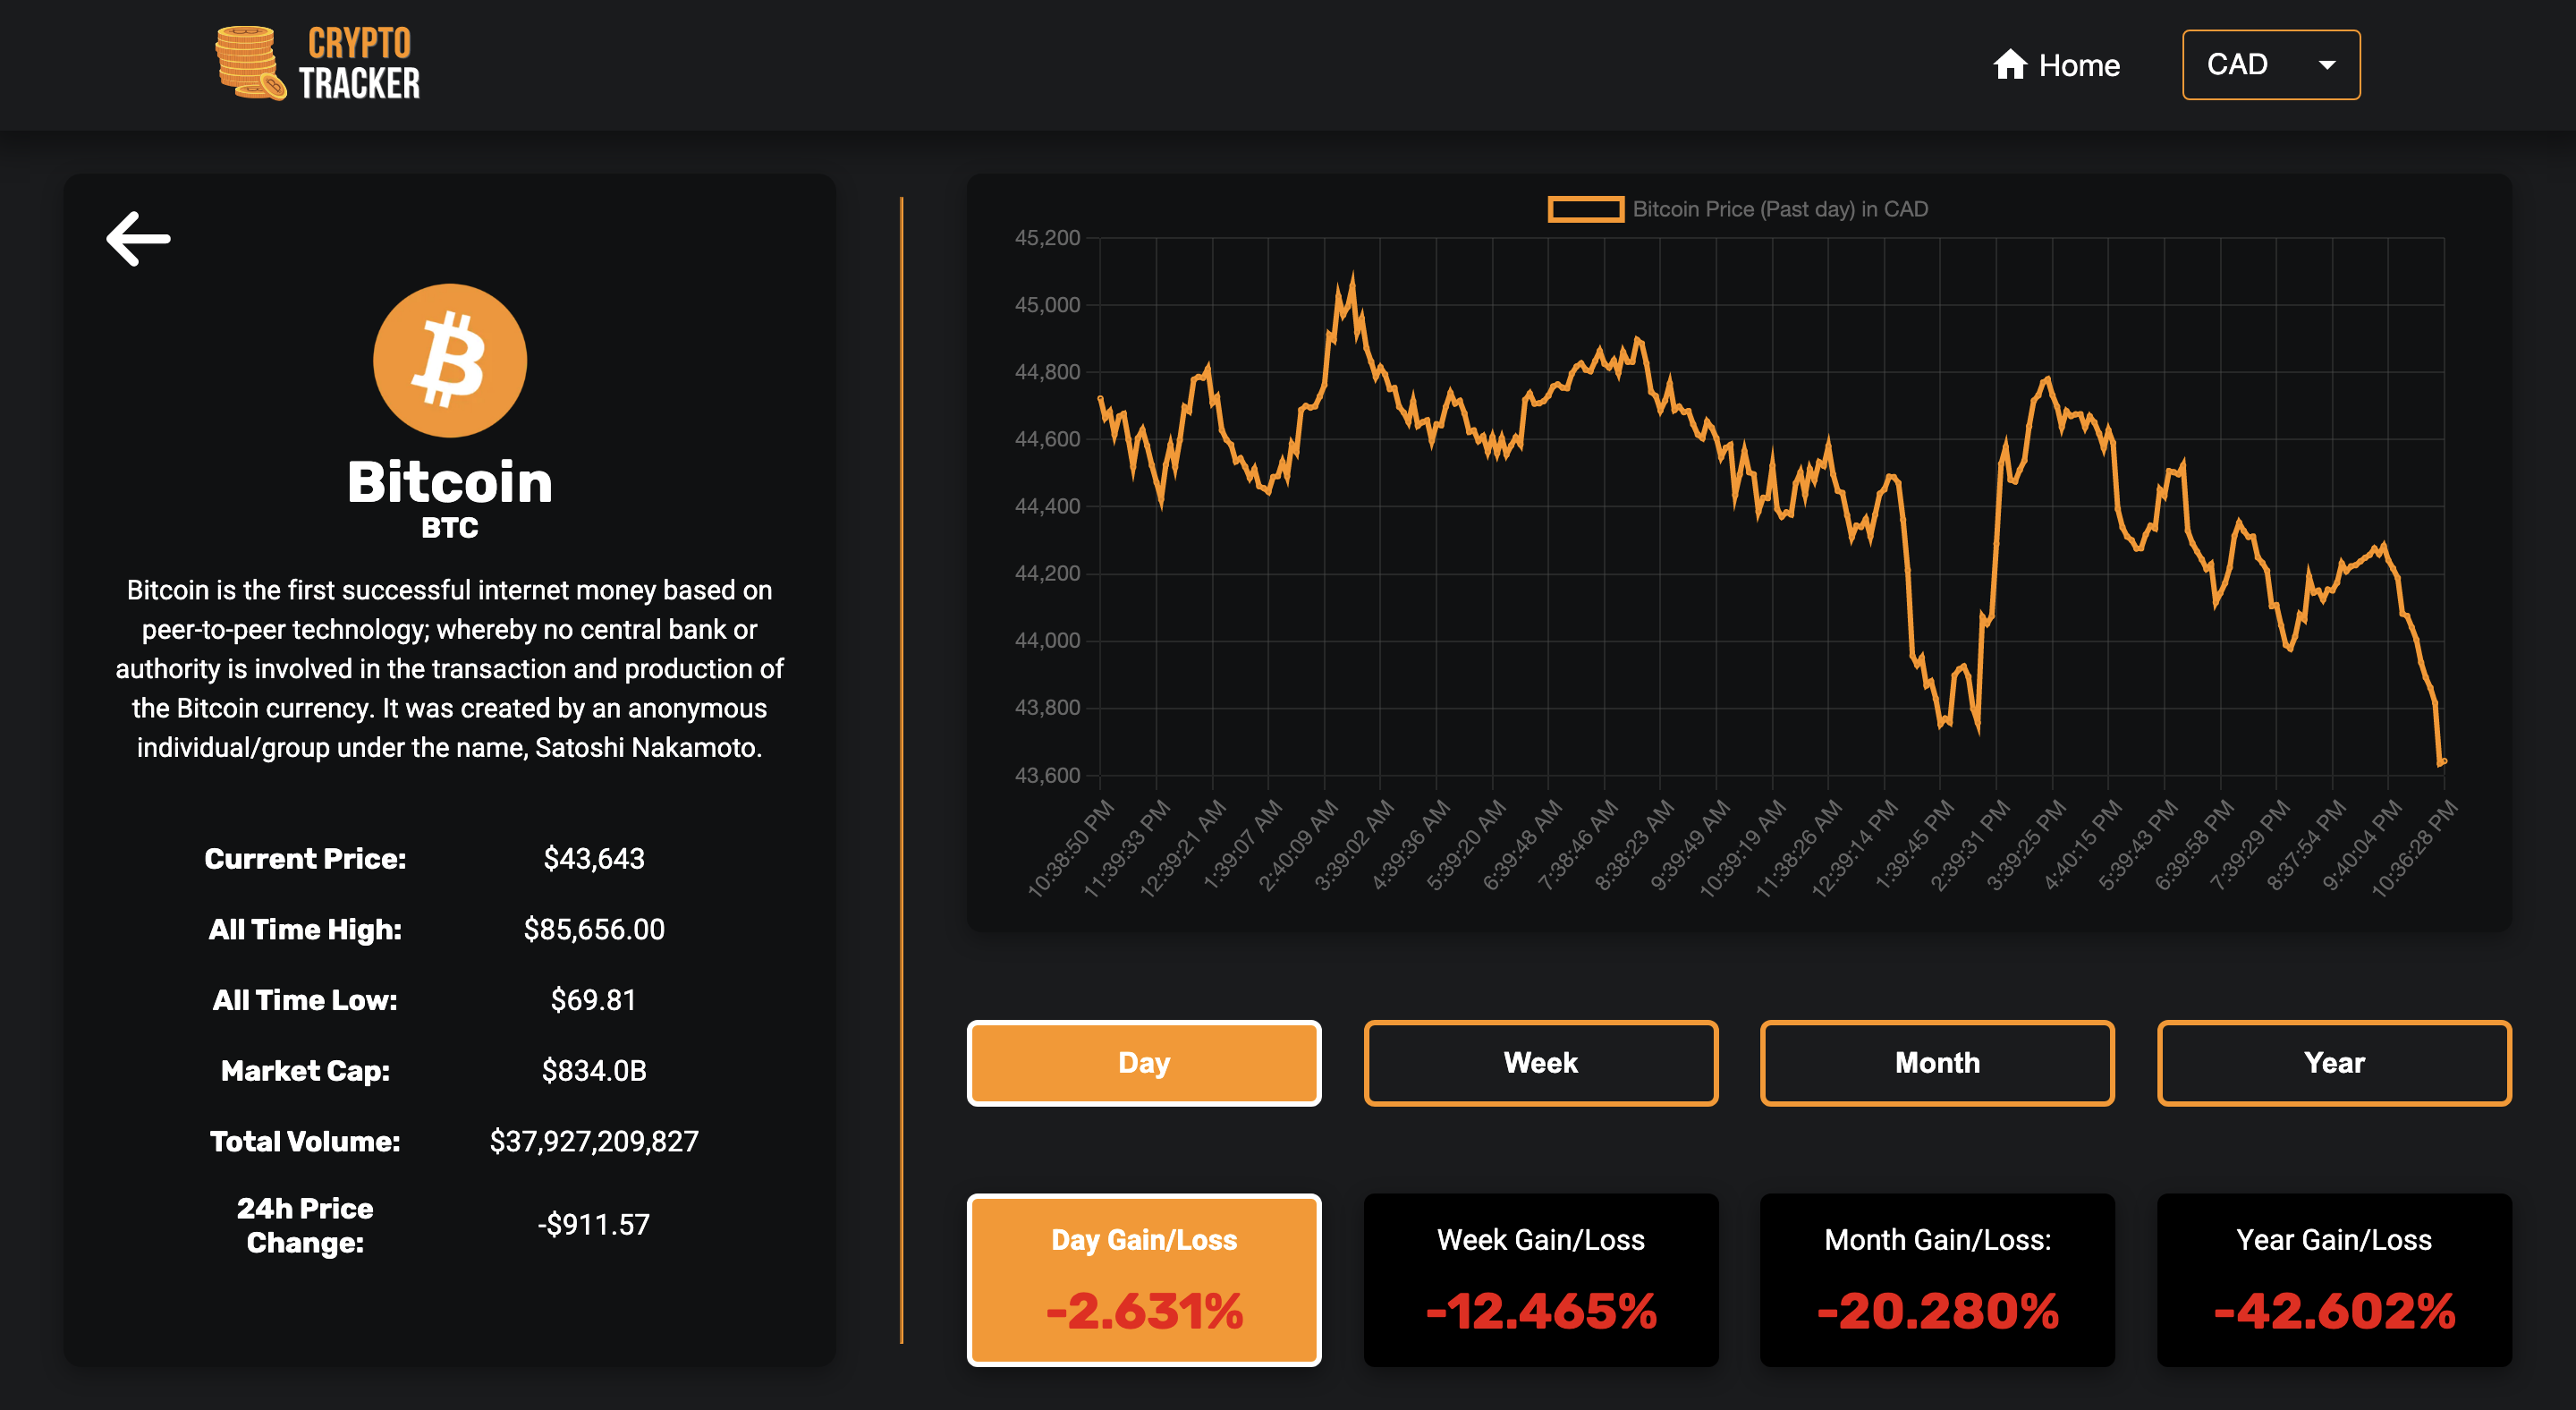 CRYPTO
TRACKER
Home
CAD
Bitcoin
BTC
Bitcoin is the first successful internet money based on
peer-to-peer technology; whereby no central bank or
authority is involved in the transaction and production of
the Bitcoin currency. It was created by an anonymous
individual/group under the name, Satoshi Nakamoto.
Current Price: $43,643
All Time High: $85,656.00
All Time Low: $69.81
Market Cap: $834.0B
Total Volume: $37,927,209,827
24h Price
Change: -$911.57
Bitcoin Price (Past day) in CAD
45,200
45,000
44,800
44,600
44,400
44,200
44,000
43,800
43,600
10:38:50 PM
11:39:33 PM
12:39:21 AM
1:39:07 AM
2:40:09 AM
3:39:02 AM
4:39:36 AM
5:39:20 AM
6:39:48 AM
7:38:46 AM
8:38:23 AM
9:39:49 AM
10:39:19 AM
11:38:26 AM
12:39:14 PM
1:39:45 PM
2:39:31 PM
3:39:25 PM
4:40:15 PM
5:39:43 PM
6:39:58 PM
7:39:29 PM
8:37:54 PM
9:40:04 PM
10:36:28 PM
Day
Week
Month
Year
Day Gain/Loss
-2.631%
Week Gain/Loss
-12.465%
Month Gain/Loss:
-20.280%
Year Gain/Loss
-42.602%